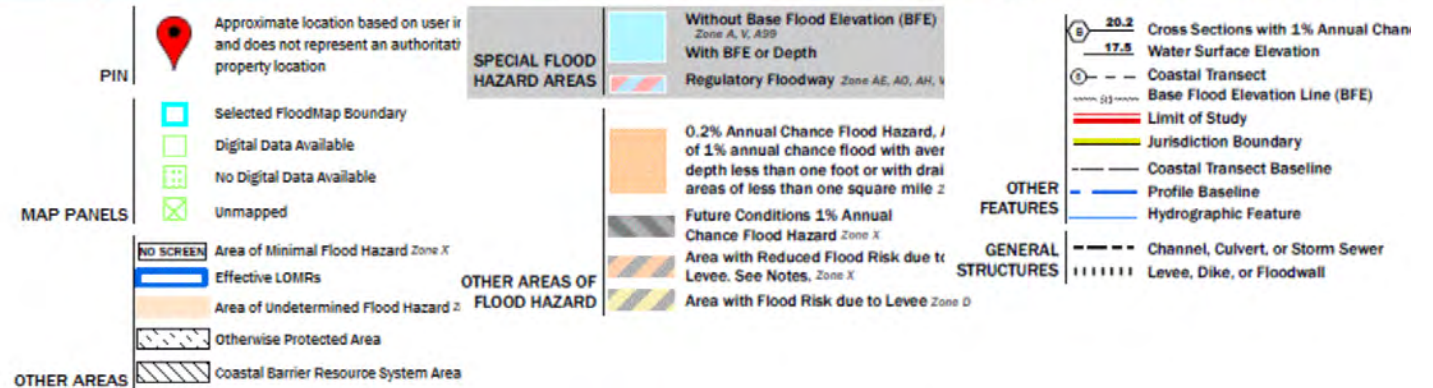 PIN
Approximate location based on user in
and does not represent an authoritati
property location
MAP PANELS
Selected FloodMap Boundary
Digital Data Available
No Digital Data Available
Unmapped
OTHER AREAS
NO SCREEN Area of Minimal Flood Hazard Zone X
Effective LOMRs
Area of Undetermined Flood Hazard Z
Otherwise Protected Area
Coastal Barrier Resource System Area
SPECIAL FLOOD
HAZARD AREAS
Without Base Flood Elevation (BFE)
Zone A, V, A99
With BFE or Depth
Regulatory Floodway Zone AE, AO, AH, V
OTHER AREAS OF
FLOOD HAZARD
0.2% Annual Chance Flood Hazard, A
of 1% annual chance flood with aver
depth less than one foot or with drai
areas of less than one square mile Z
Future Conditions 1% Annual
Chance Flood Hazard Zone X
Area with Reduced Flood Risk due to
Levee. See Notes. Zone X
Area with Flood Risk due to Levee Zone D
OTHER
FEATURES
B 20.2 Cross Sections with 1% Annual Chan
17.5 Water Surface Elevation
8 Coastal Transect
513 Base Flood Elevation Line (BFE)
Limit of Study
Jurisdiction Boundary
Coastal Transect Baseline
Profile Baseline
Hydrographic Feature
GENERAL
STRUCTURES
Channel, Culvert, or Storm Sewer
Levee, Dike, or Floodwall